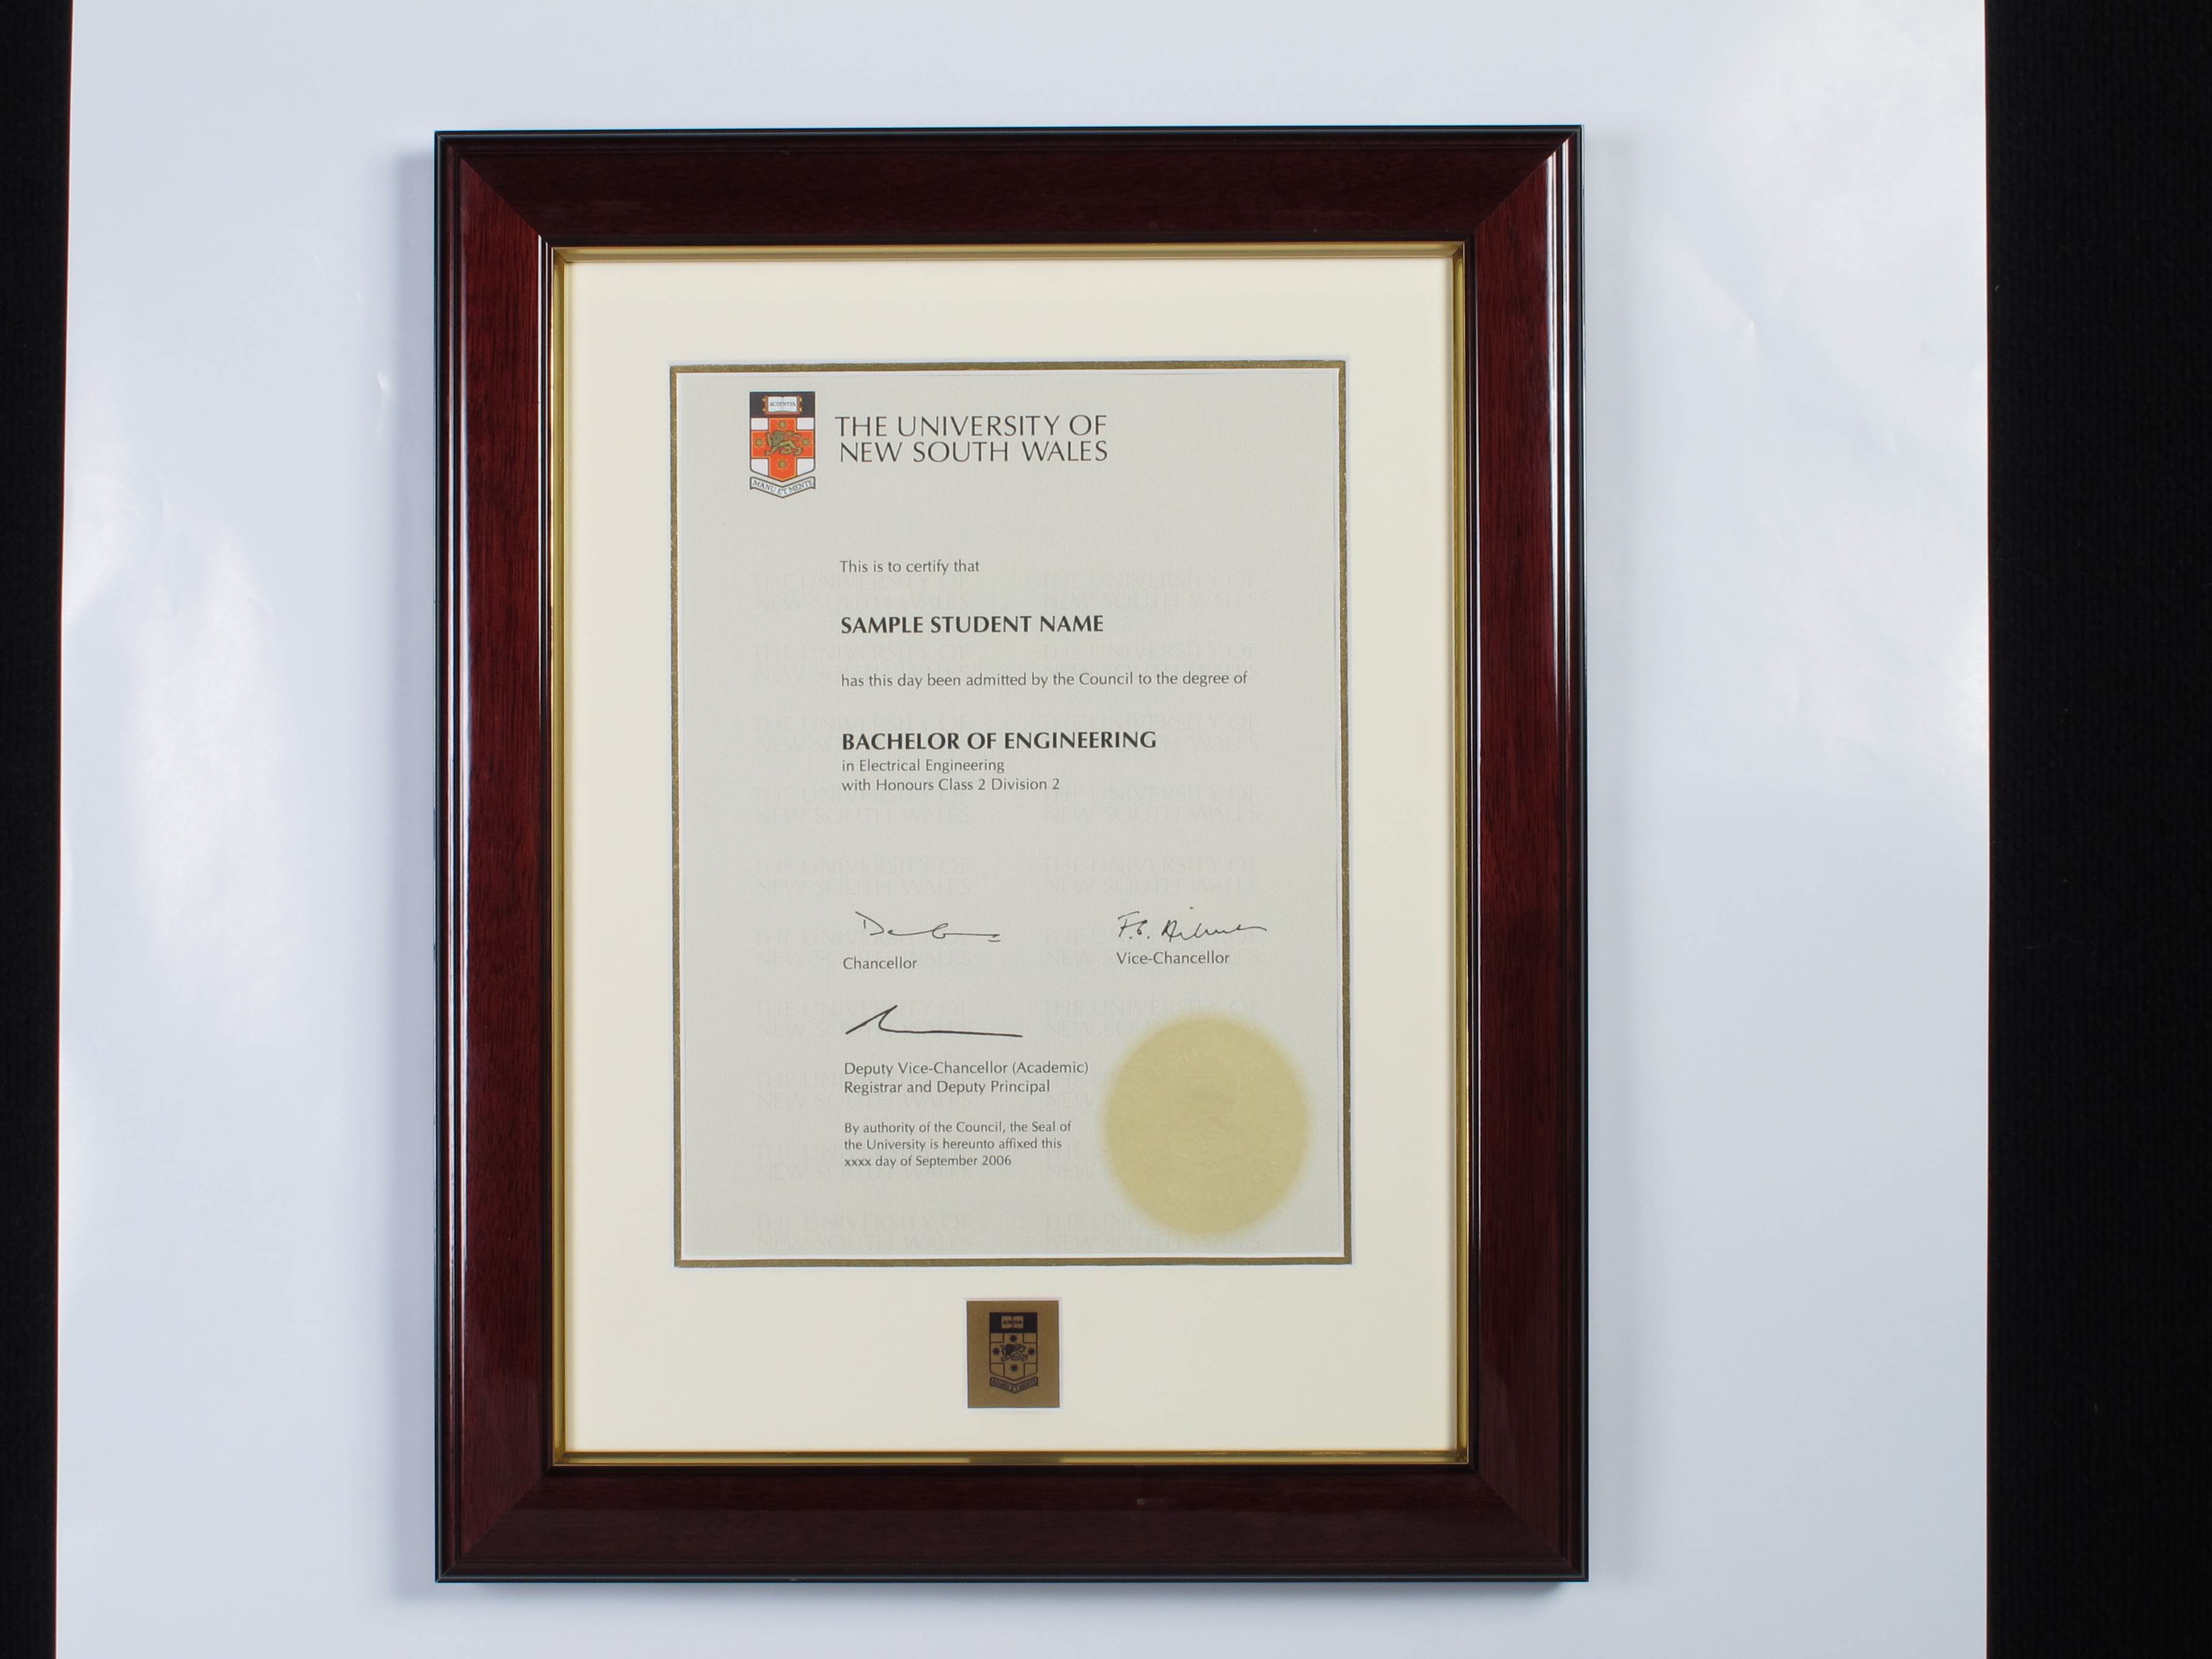 SCIENTIA
MANU ET MENTE
THE UNIVERSITY OF
NEW SOUTH WALES
This is to certify that
SAMPLE STUDENT NAME
has this day been admitted by the Council to the degree of
BACHELOR OF ENGINEERING
in Electrical Engineering
with Honours Class 2 Division 2
Chancellor
Vice-Chancellor
Deputy Vice-Chancellor (Academic)
Registrar and Deputy Principal
By authority of the Council, the Seal of
the University is hereunto affixed this
xxxx day of September 2006